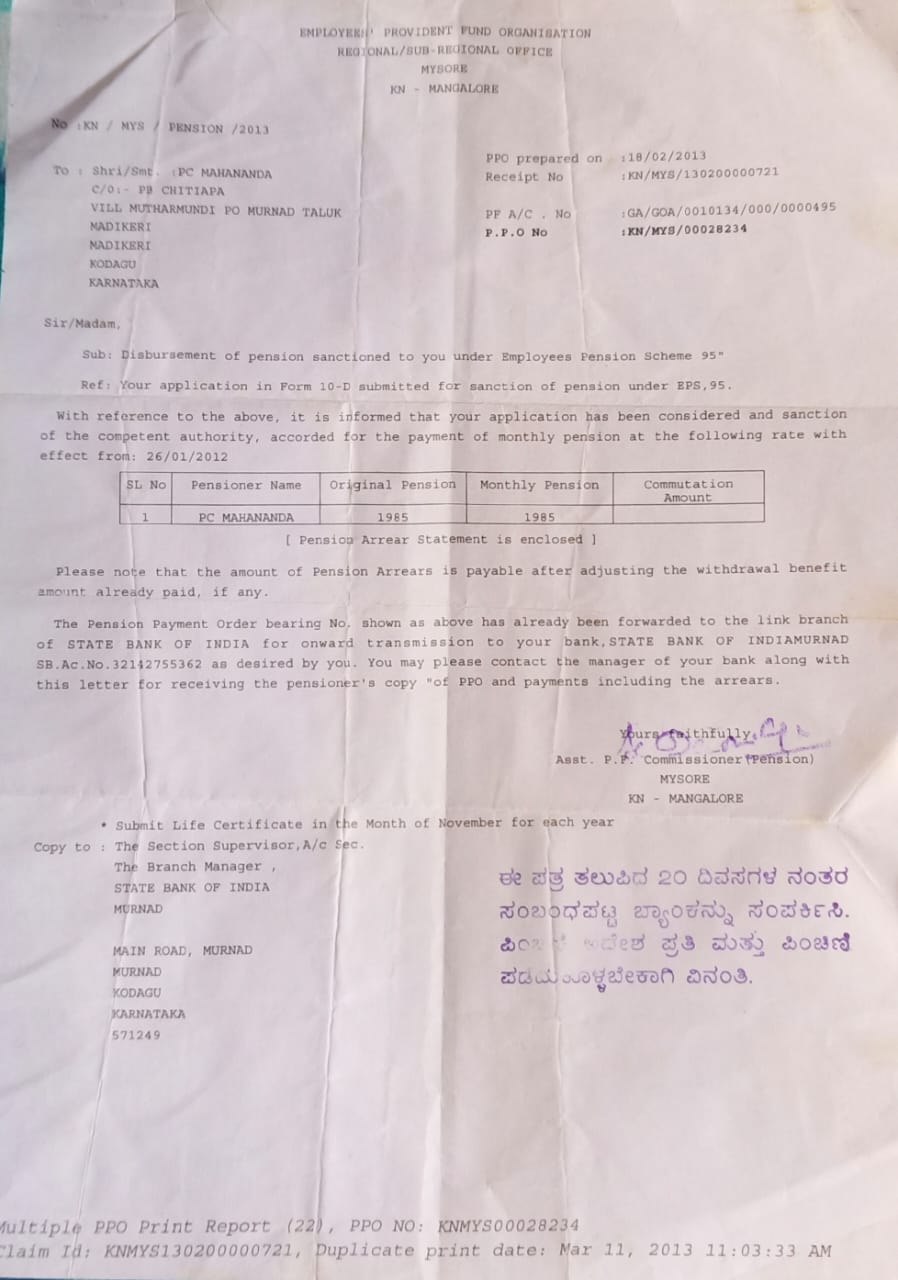 EMPLOYEES' PROVIDENT FUND ORGANISATION
REGIONAL/SUB-REGIONAL OFFICE
MYSORE
KN - MANGALORE
No :KN / MYS / PENSION /2013
PPO prepared on :18/02/2013
Receipt No :KN/MYS/130200000721
PF A/C . No :GA/GOA/0010134/000/0000495
P.P.O No :KN/MYS/00028234
To : Shri/Smt. :PC MAHANANDA
C/O:- PB CHITIAPA
VILL MUTHARMUNDI PO MURNAD TALUK
MADIKERI
MADIKERI
KODAGU
KARNATAKA
Sir/Madam,
Sub: Disbursement of pension sanctioned to you under Employees Pension Scheme 95"
Ref: Your application in Form 10-D submitted for sanction of pension under EPS,95.
With reference to the above, it is informed that your application has been considered and sanction
of the competent authority, accorded for the payment of monthly pension at the following rate with
effect from: 26/01/2012
SL No Pensioner Name Original Pension Monthly Pension Commutation
Amount
1 PC MAHANANDA 1985 1985
[ Pension Arrear Statement is enclosed ]
Please note that the amount of Pension Arrears is payable after adjusting the withdrawal benefit
amount already paid, if any.
The Pension Payment Order bearing No. shown as above has already been forwarded to the link branch
of STATE BANK OF INDIA for onward transmission to your bank,STATE BANK OF INDIAMURNAD
SB.Ac.No.32142755362 as desired by you. You may please contact the manager of your bank along with
this letter for receiving the pensioner's copy "of PPO and payments including the arrears.
Yours faithfully,
Asst. P.F. Commissioner(Pension)
MYSORE
KN - MANGALORE
* Submit Life Certificate in the Month of November for each year
Copy to : The Section Supervisor,A/c Sec.
The Branch Manager ,
STATE BANK OF INDIA
MURNAD
MAIN ROAD, MURNAD
MURNAD
KODAGU
KARNATAKA
571249
ಈ ಪತ್ರ ತಲುಪಿದ 20 ದಿವಸಗಳ ನಂತರ
ಸಂಬಂಧಪಟ್ಟ ಬ್ಯಾಂಕನ್ನು ಸಂಪರ್ಕಿಸಿ.
ಪ್ರತಿ ಮತ್ತು ಪಿಂಚಣಿ
ವಿನಂತಿ.
Multiple PPO Print Report (22), PPO NO: KNMYS00028234
Claim Id: KNMYS130200000721, Duplicate print date: Mar 11, 2013 11:03:33 AM